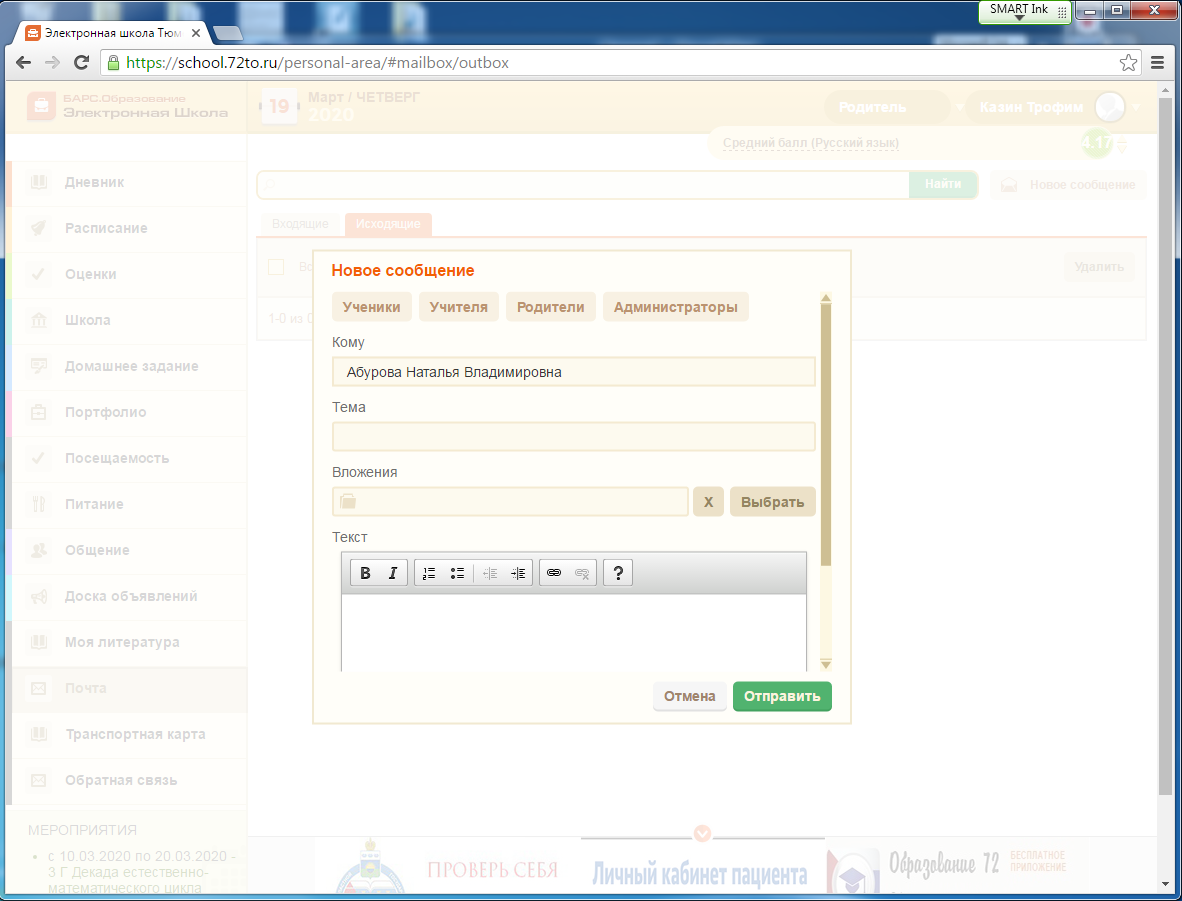 SMART Ink
Электронная школа Тюм
https://school.72to.ru/personal-area/#mailbox/outbox
БАРС.Образование
Электронная Школа
19
Март / ЧЕТВЕРГ
2020
Родитель
Казин Трофим
Средний балл (Русский язык)
4.17
Найти
Новое сообщение
Входящие
Исходящие
Удалить
1-0 из
Дневник
Расписание
Оценки
Школа
Домашнее задание
Портфолио
Посещаемость
Питание
Общение
Доска объявлений
Моя литература
Почта
Транспортная карта
Обратная связь
МЕРОПРИЯТИЯ
с 10.03.2020 по 20.03.2020 -
3 Г Декада естественно-
математического цикла
Новое сообщение
Ученики
Учителя
Родители
Администраторы
Кому
Абурова Наталья Владимировна
Тема
Вложения
X
Выбрать
Текст
B I ?
Отмена
Отправить
ПРОВЕРЬ СЕБЯ
Личный кабинет пациента
Образование 72
БЕСПЛАТНОЕ
ПРИЛОЖЕНИЕ